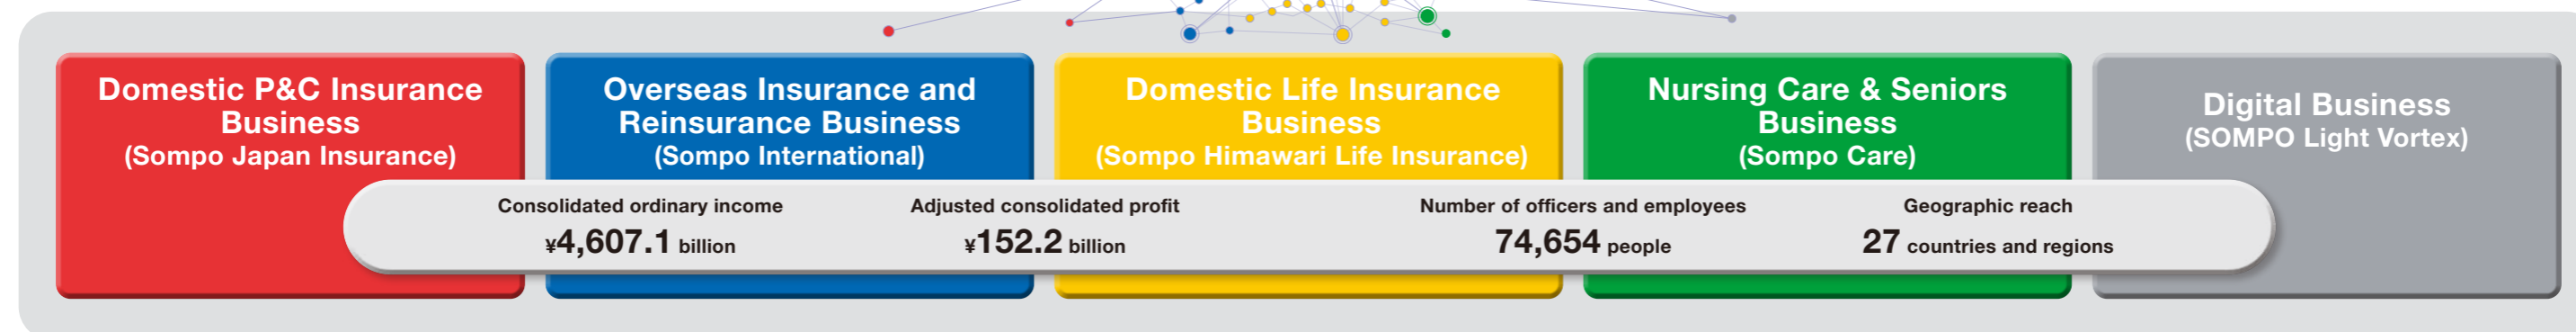 Domestic P&C Insurance
Business
(Sompo Japan Insurance)
Overseas Insurance and
Reinsurance Business
(Sompo International)
Domestic Life Insurance
Business
(Sompo Himawari Life Insurance)
Nursing Care & Seniors
Business
(Sompo Care)
Digital Business
(SOMPO Light Vortex)
Consolidated ordinary income
¥4,607.1 billion
Adjusted consolidated profit
¥152.2 billion
Number of officers and employees
74,654 people
Geographic reach
27 countries and regions